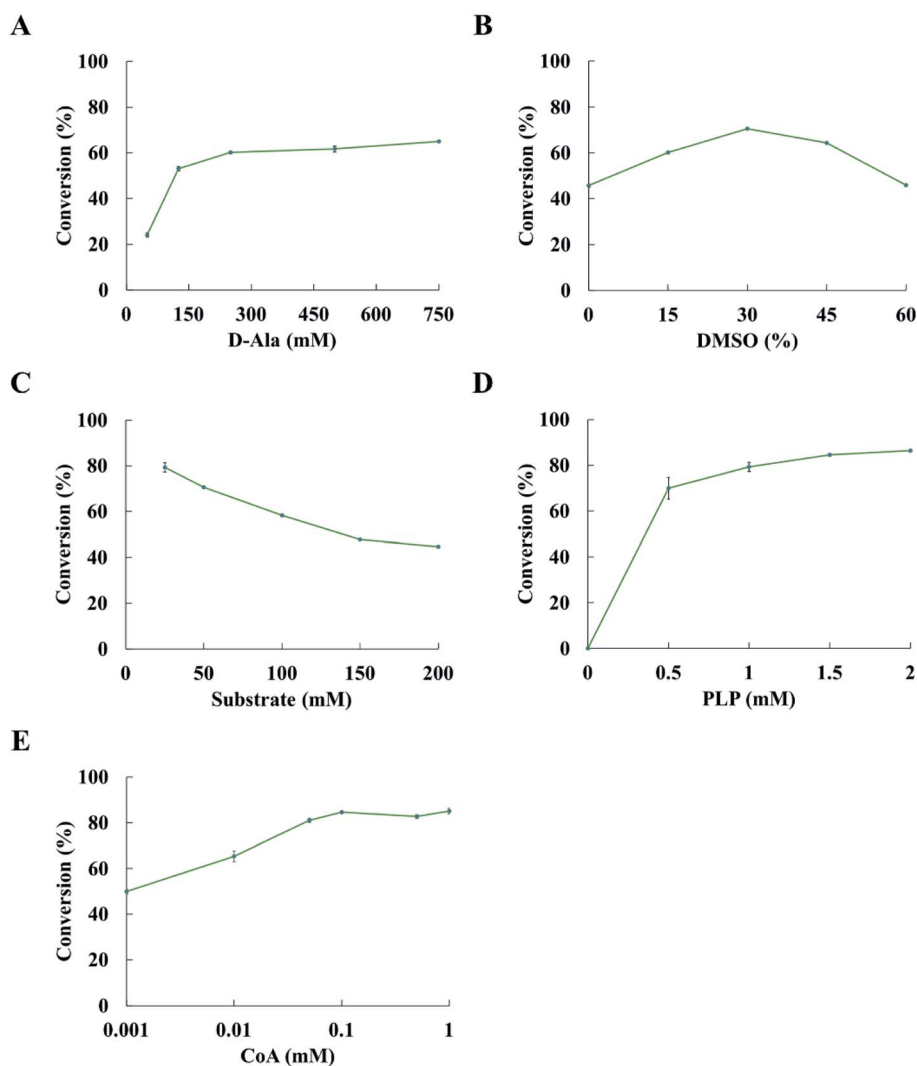 A
Conversion (%)
100
80
60
40
20
0
0 150 300 450 600 750
D-Ala (mM)
B
Conversion (%)
100
80
60
40
20
0
0 15 30 45 60
DMSO (%)
C
Conversion (%)
100
80
60
40
20
0
0 50 100 150 200
Substrate (mM)
D
Conversion (%)
100
80
60
40
20
0
0 0.5 1 1.5 2
PLP (mM)
E
Conversion (%)
100
80
60
40
20
0
0.001 0.01 0.1 1
CoA (mM)